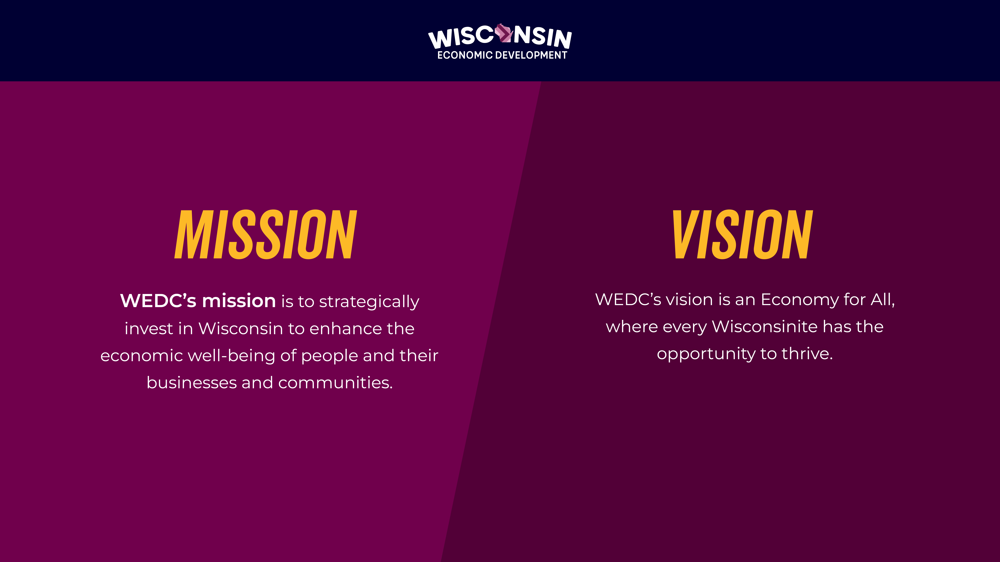 WISCONSIN
ECONOMIC DEVELOPMENT
MISSION
WEDC’s mission is to strategically
invest in Wisconsin to enhance the
economic well-being of people and their
businesses and communities.
VISION
WEDC’s vision is an Economy for All,
where every Wisconsinite has the
opportunity to thrive.